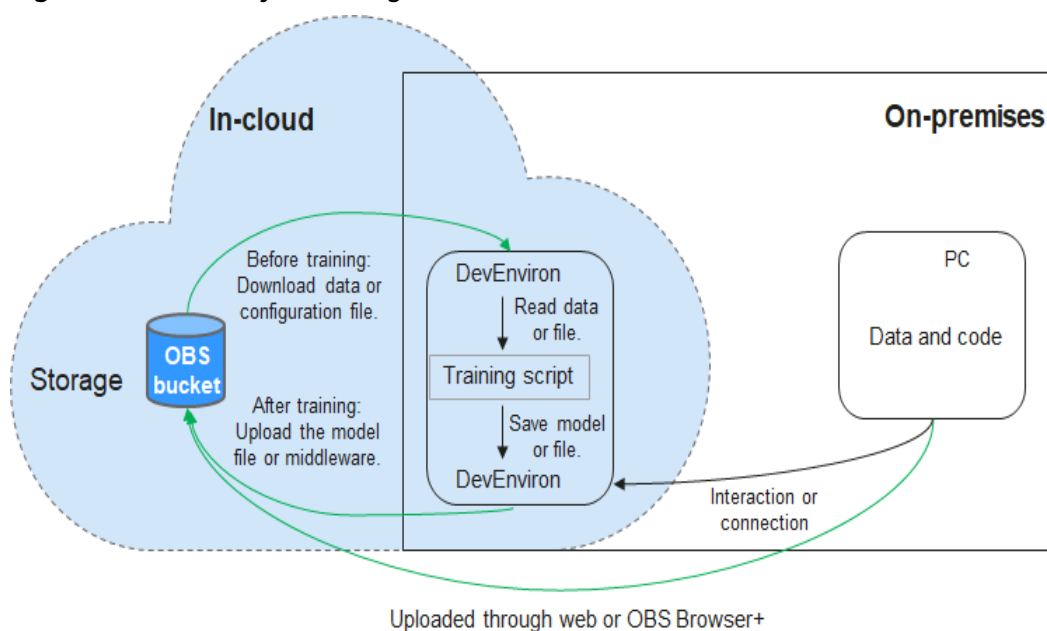 In-cloud
On-premises
Before training:
Download data or
configuration file.
DevEnviron
Read data
or file.
Training script
Save model
or file.
DevEnviron
PC
Data and code
Storage
OBS
bucket
After training:
Upload the model
file or middleware.
Interaction or
connection
Uploaded through web or OBS Browser+